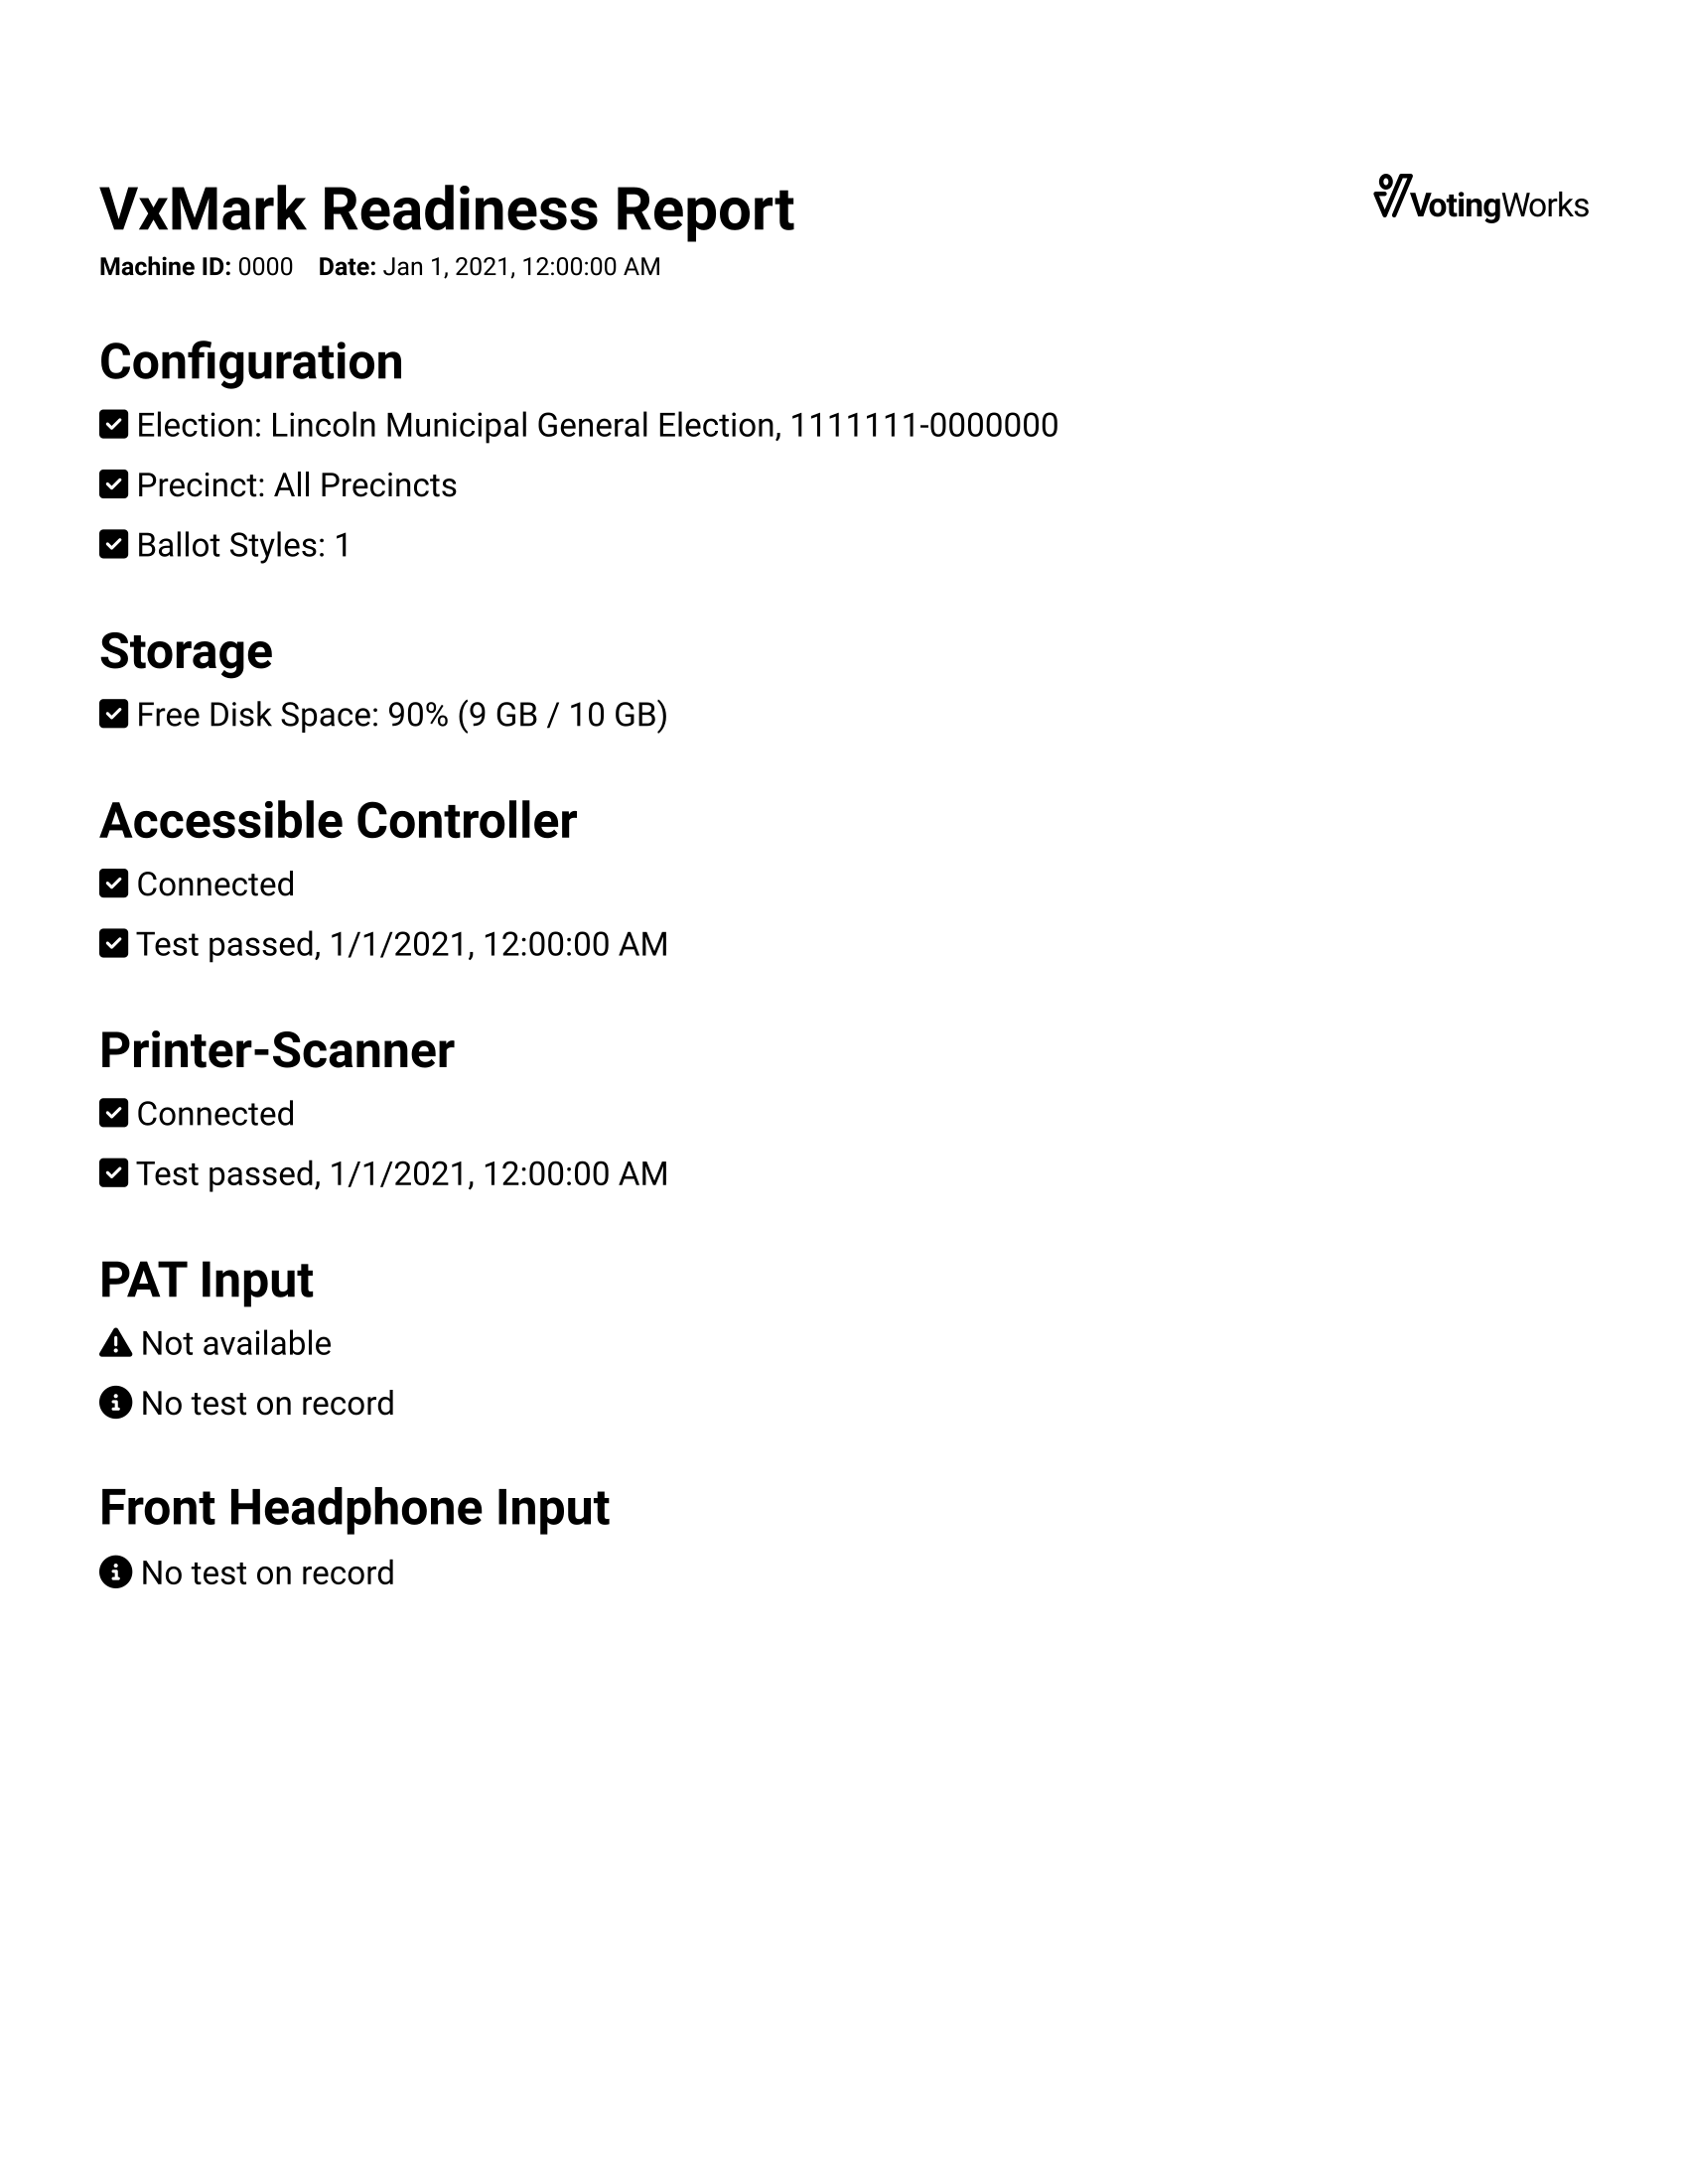 VxMark Readiness Report
VotingWorks
Machine ID: 0000 Date: Jan 1, 2021, 12:00:00 AM
Configuration
Election: Lincoln Municipal General Election, 1111111-0000000
Precinct: All Precincts
Ballot Styles: 1
Storage
Free Disk Space: 90% (9 GB / 10 GB)
Accessible Controller
Connected
Test passed, 1/1/2021, 12:00:00 AM
Printer-Scanner
Connected
Test passed, 1/1/2021, 12:00:00 AM
PAT Input
Not available
No test on record
Front Headphone Input
No test on record